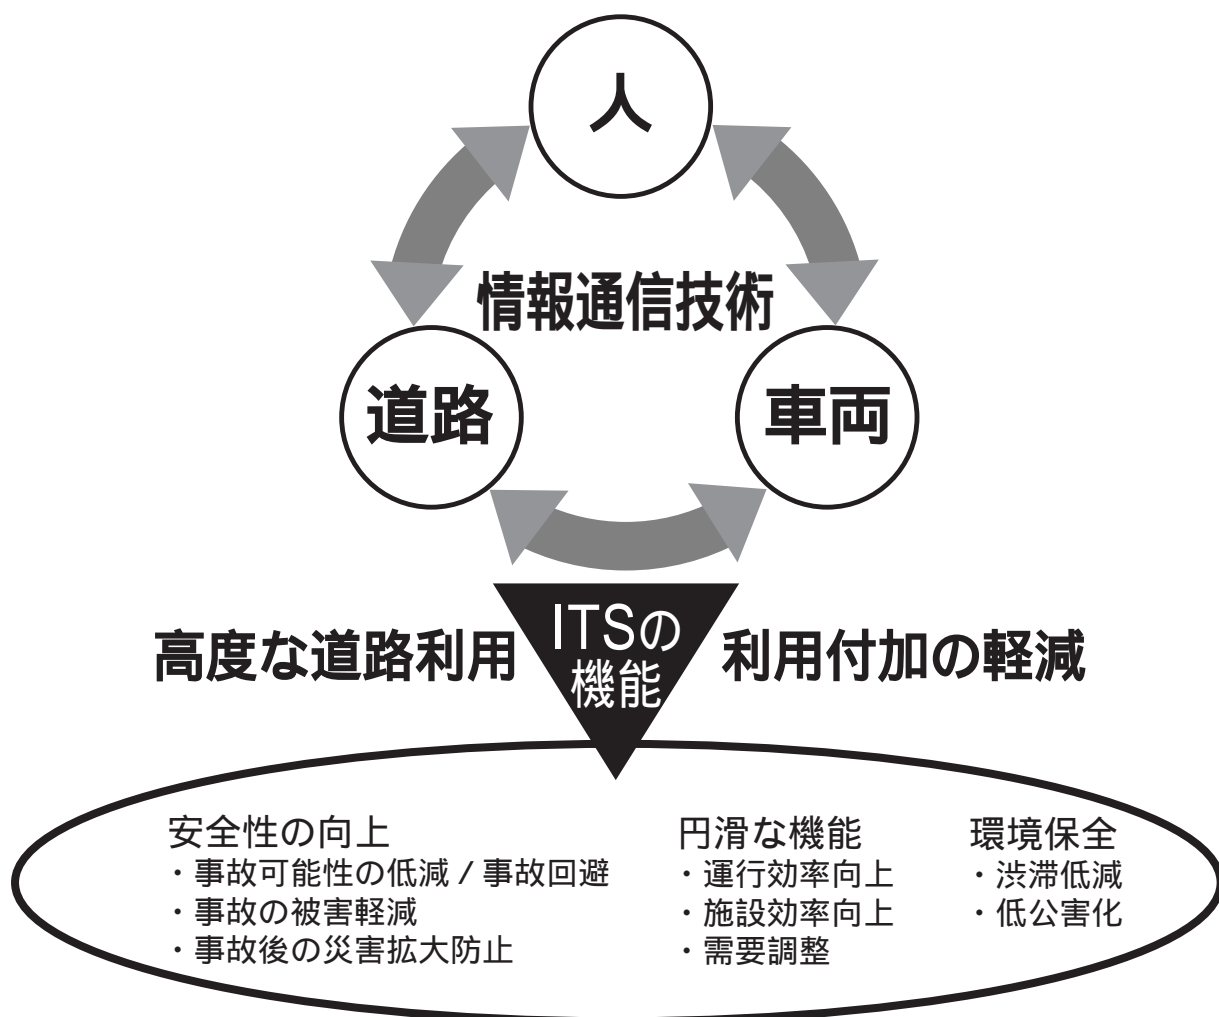 人
情報通信技術
道路
車両
ITSの
機能
高度な道路利用
利用付加の軽減
安全性の向上
・事故可能性の低減 / 事故回避
・事故の被害軽減
・事故後の災害拡大防止
円滑な機能
・運行効率向上
・施設効率向上
・需要調整
環境保全
・渋滞低減
・低公害化